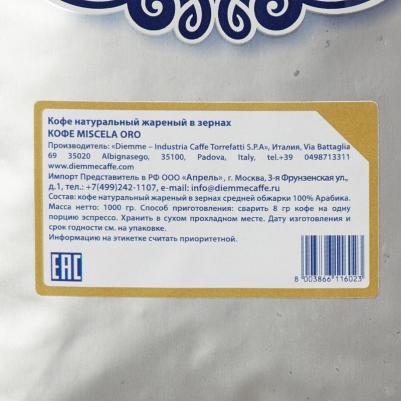 Кофе натуральный жареный в зернах
КОФЕ MISCELA ORO
Производитель: «Diemme – Industria Caffe Torrefatti S.P.A», Италия, Via Battaglia
69 35020 Albignasego, 35100, Padova, Italy, tel.+39 0498713311
www.diemmecaffe.com
Импорт Представитель в РФ ООО «Апрель», г. Москва, 3-я Фрунзенская ул.,
д.1, тел.: +7(499)242-1107, e-mail: info@diemmecaffe.com
Состав: кофе натуральный жареный в зернах средней обжарки 100% Арабика.
Масса нетто: 1000 гр. Способ приготовления: сварить 8 гр кофе на одну
порцию эспрессо. Хранить в сухом прохладном месте. Дату изготовления и
срок годности см. на упаковке.
Информацию на этикетке считать приоритетной.
EAC
8 003866 116023